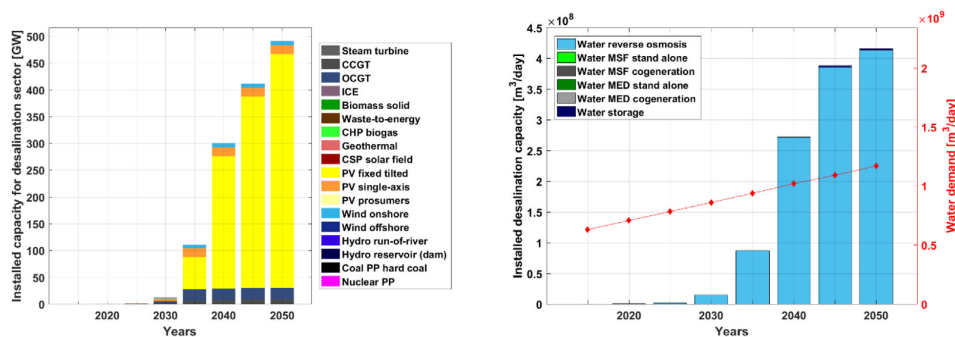 Installed capacity for desalination sector [GW]
500
450
400
350
300
250
200
150
100
50
0
2020
2030
2040
2050
Years
Steam turbine
CCGT
OCGT
ICE
Biomass solid
Waste-to-energy
CHP biogas
Geothermal
CSP solar field
PV fixed tilted
PV single-axis
PV prosumers
Wind onshore
Wind offshore
Hydro run-of-river
Hydro reservoir (dam)
Coal PP hard coal
Nuclear PP
Installed desalination capacity [m³/day]
×10⁸
4.5
4
3.5
3
2.5
2
1.5
1
0.5
0
2020
2030
2040
2050
Years
Water reverse osmosis
Water MSF stand alone
Water MSF cogeneration
Water MED stand alone
Water MED cogeneration
Water storage
×10⁹
2
1.5
1
0.5
0
Water demand [m³/day]